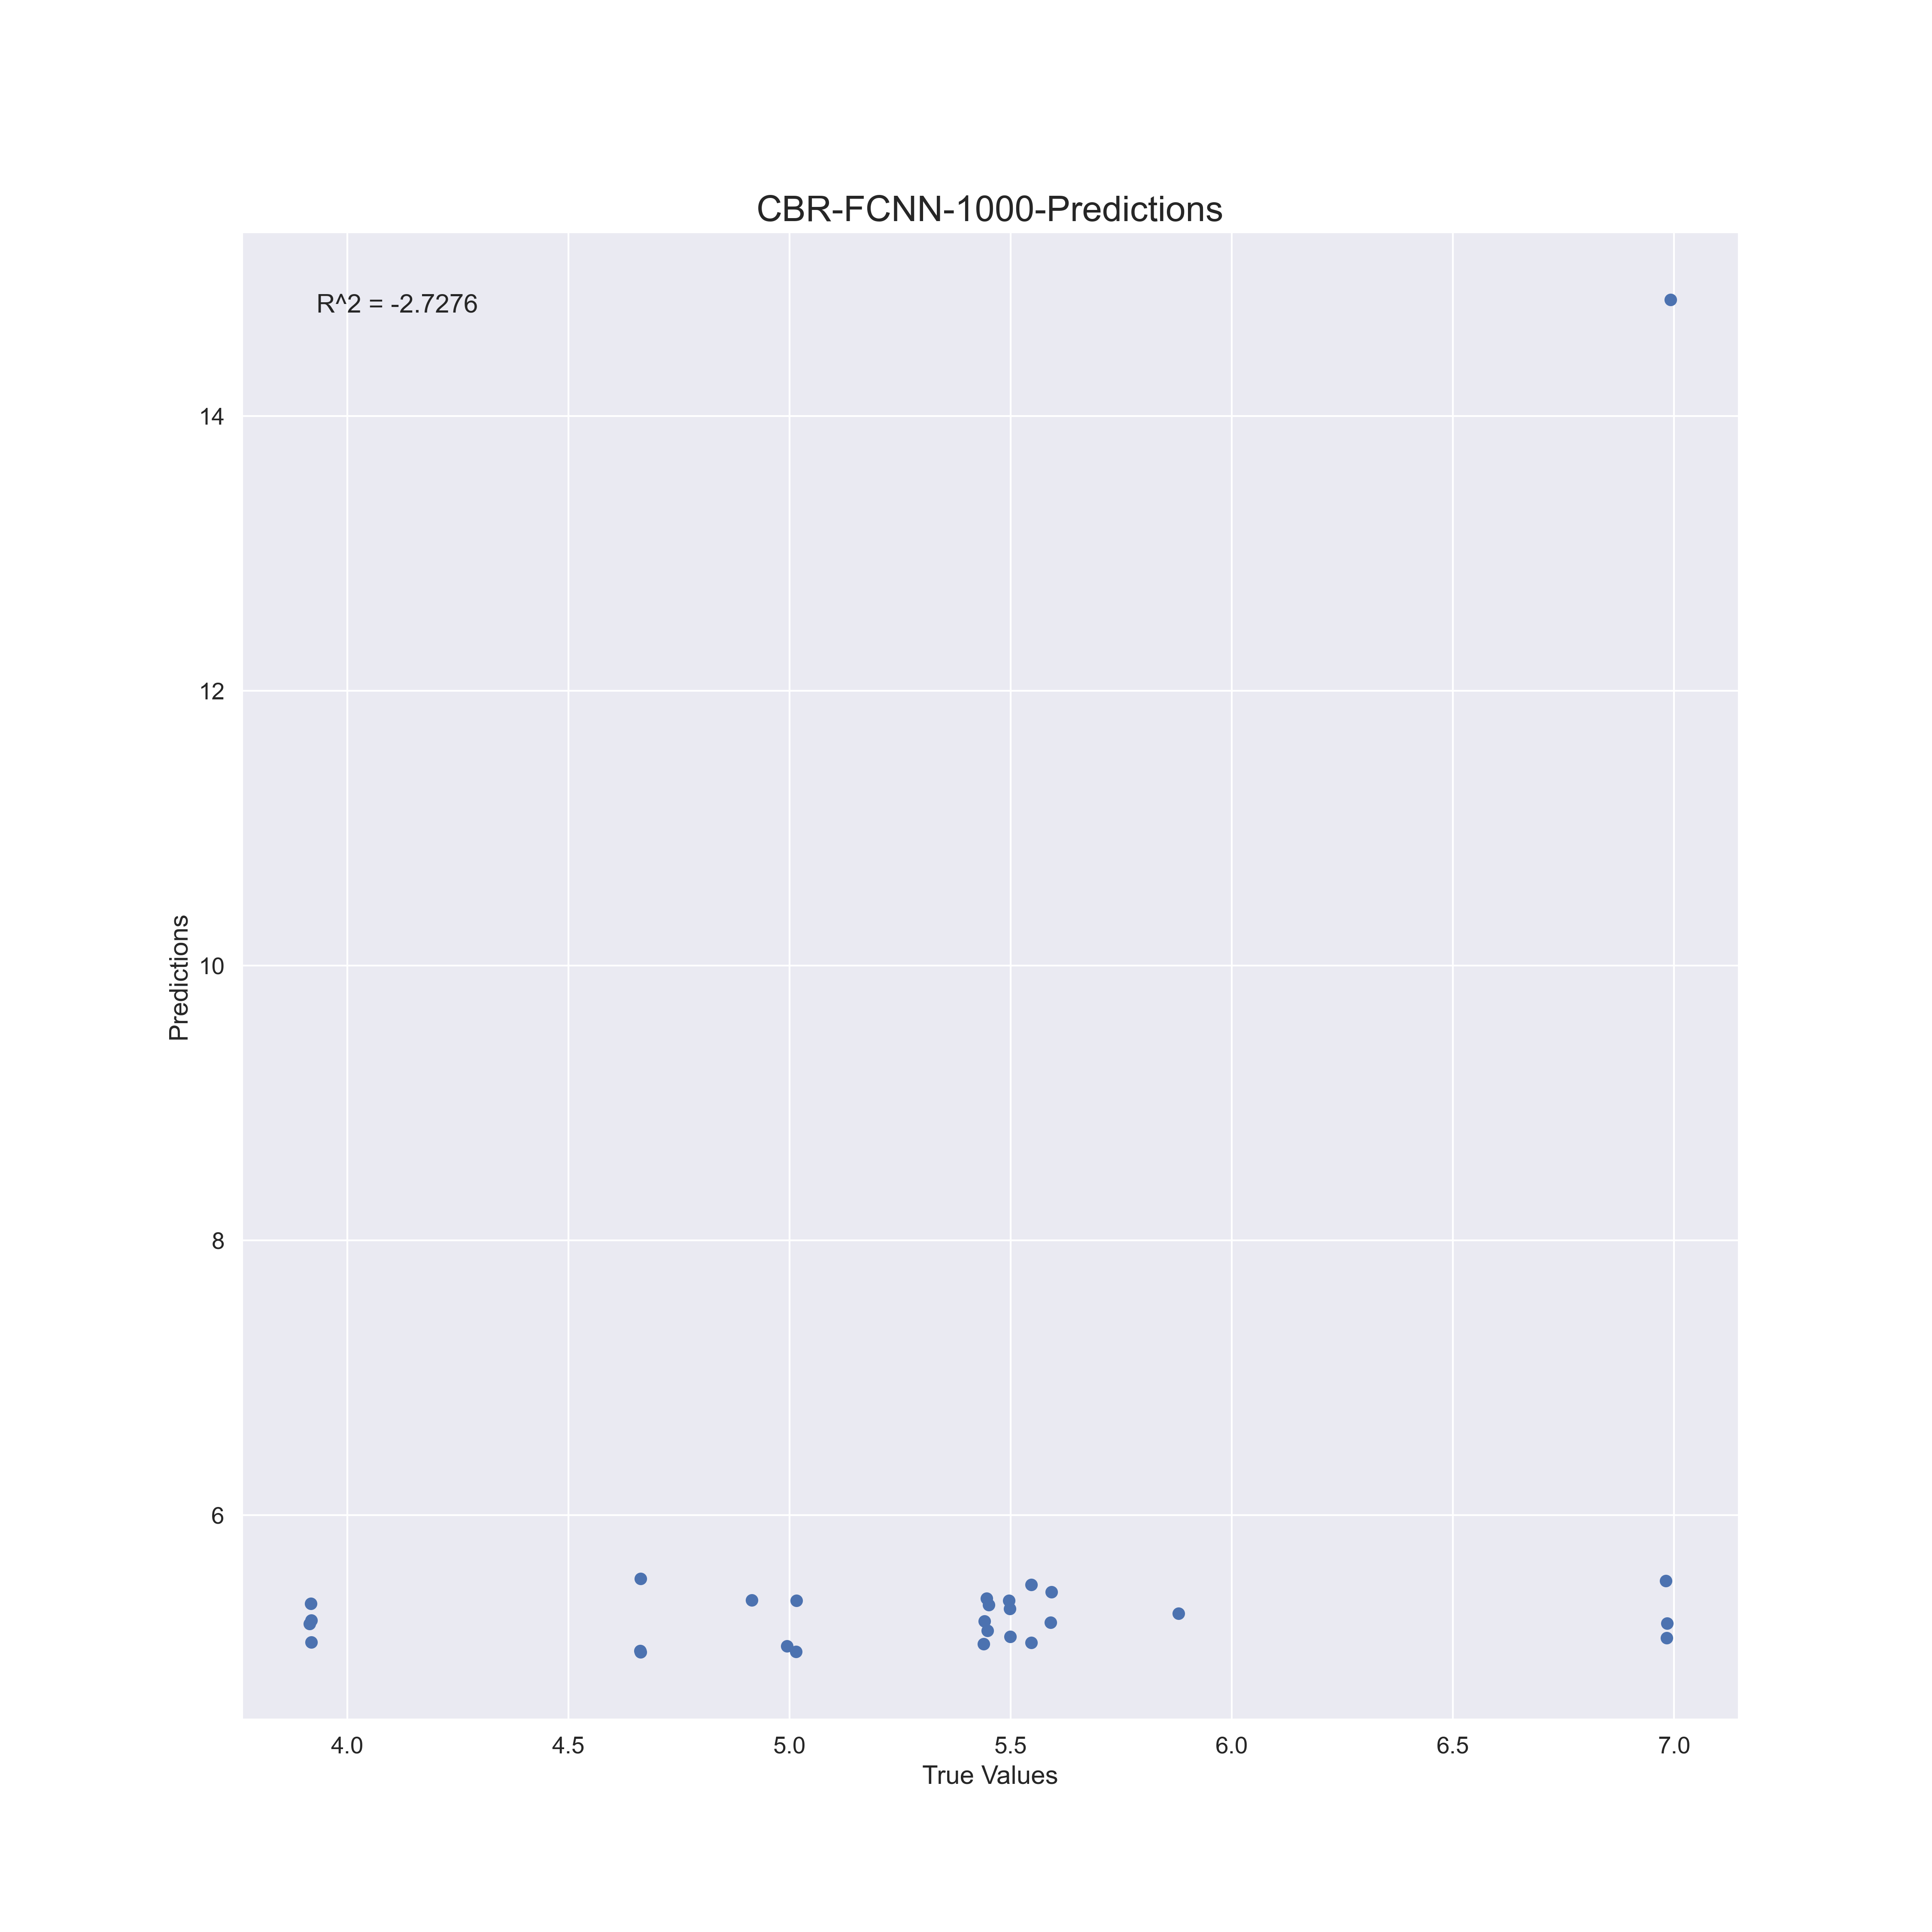 CBR-FCNN-1000-Predictions
R^2 = -2.7276
14
12
10
8
6
Predictions
4.0 4.5 5.0 5.5 6.0 6.5 7.0
True Values